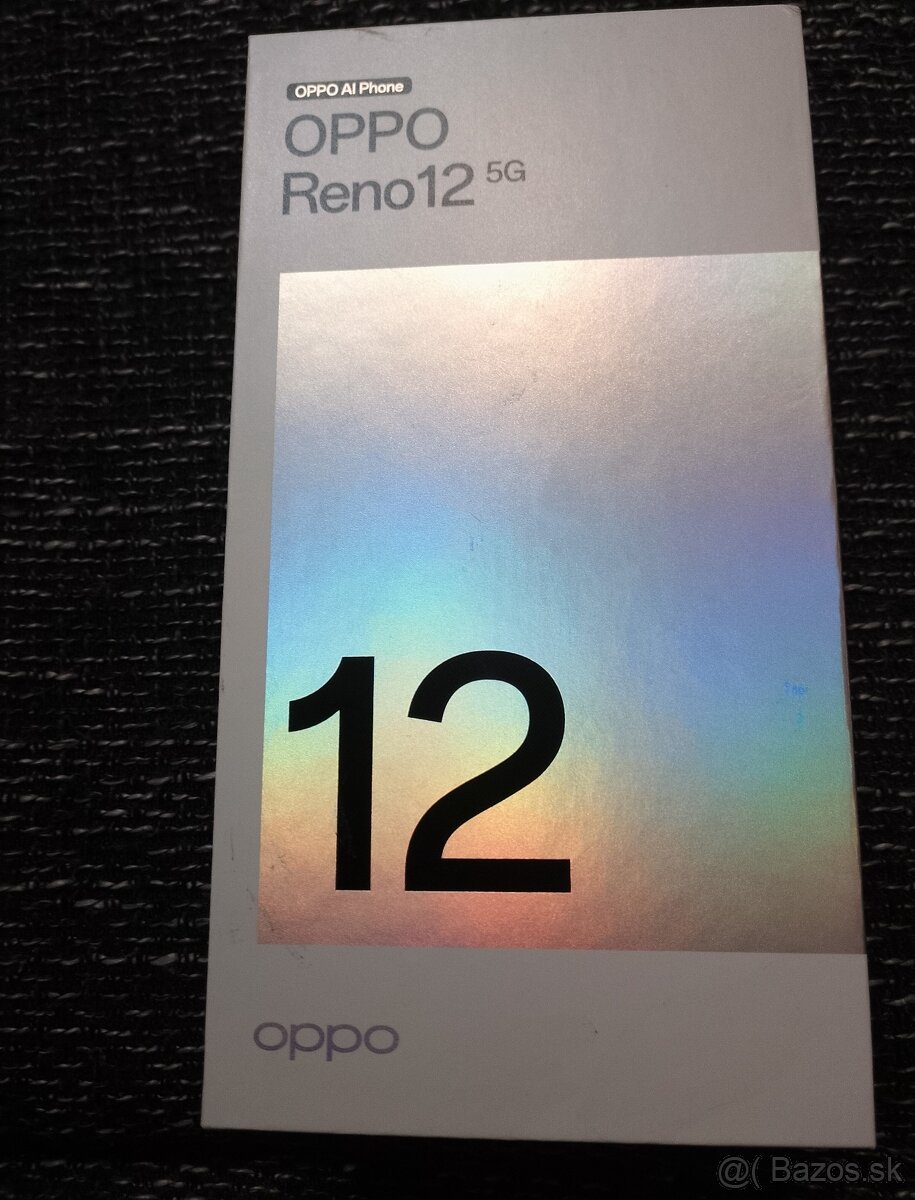 OPPO AI Phone
OPPO
Reno12 5G
12
oppo
@( Bazos.sk